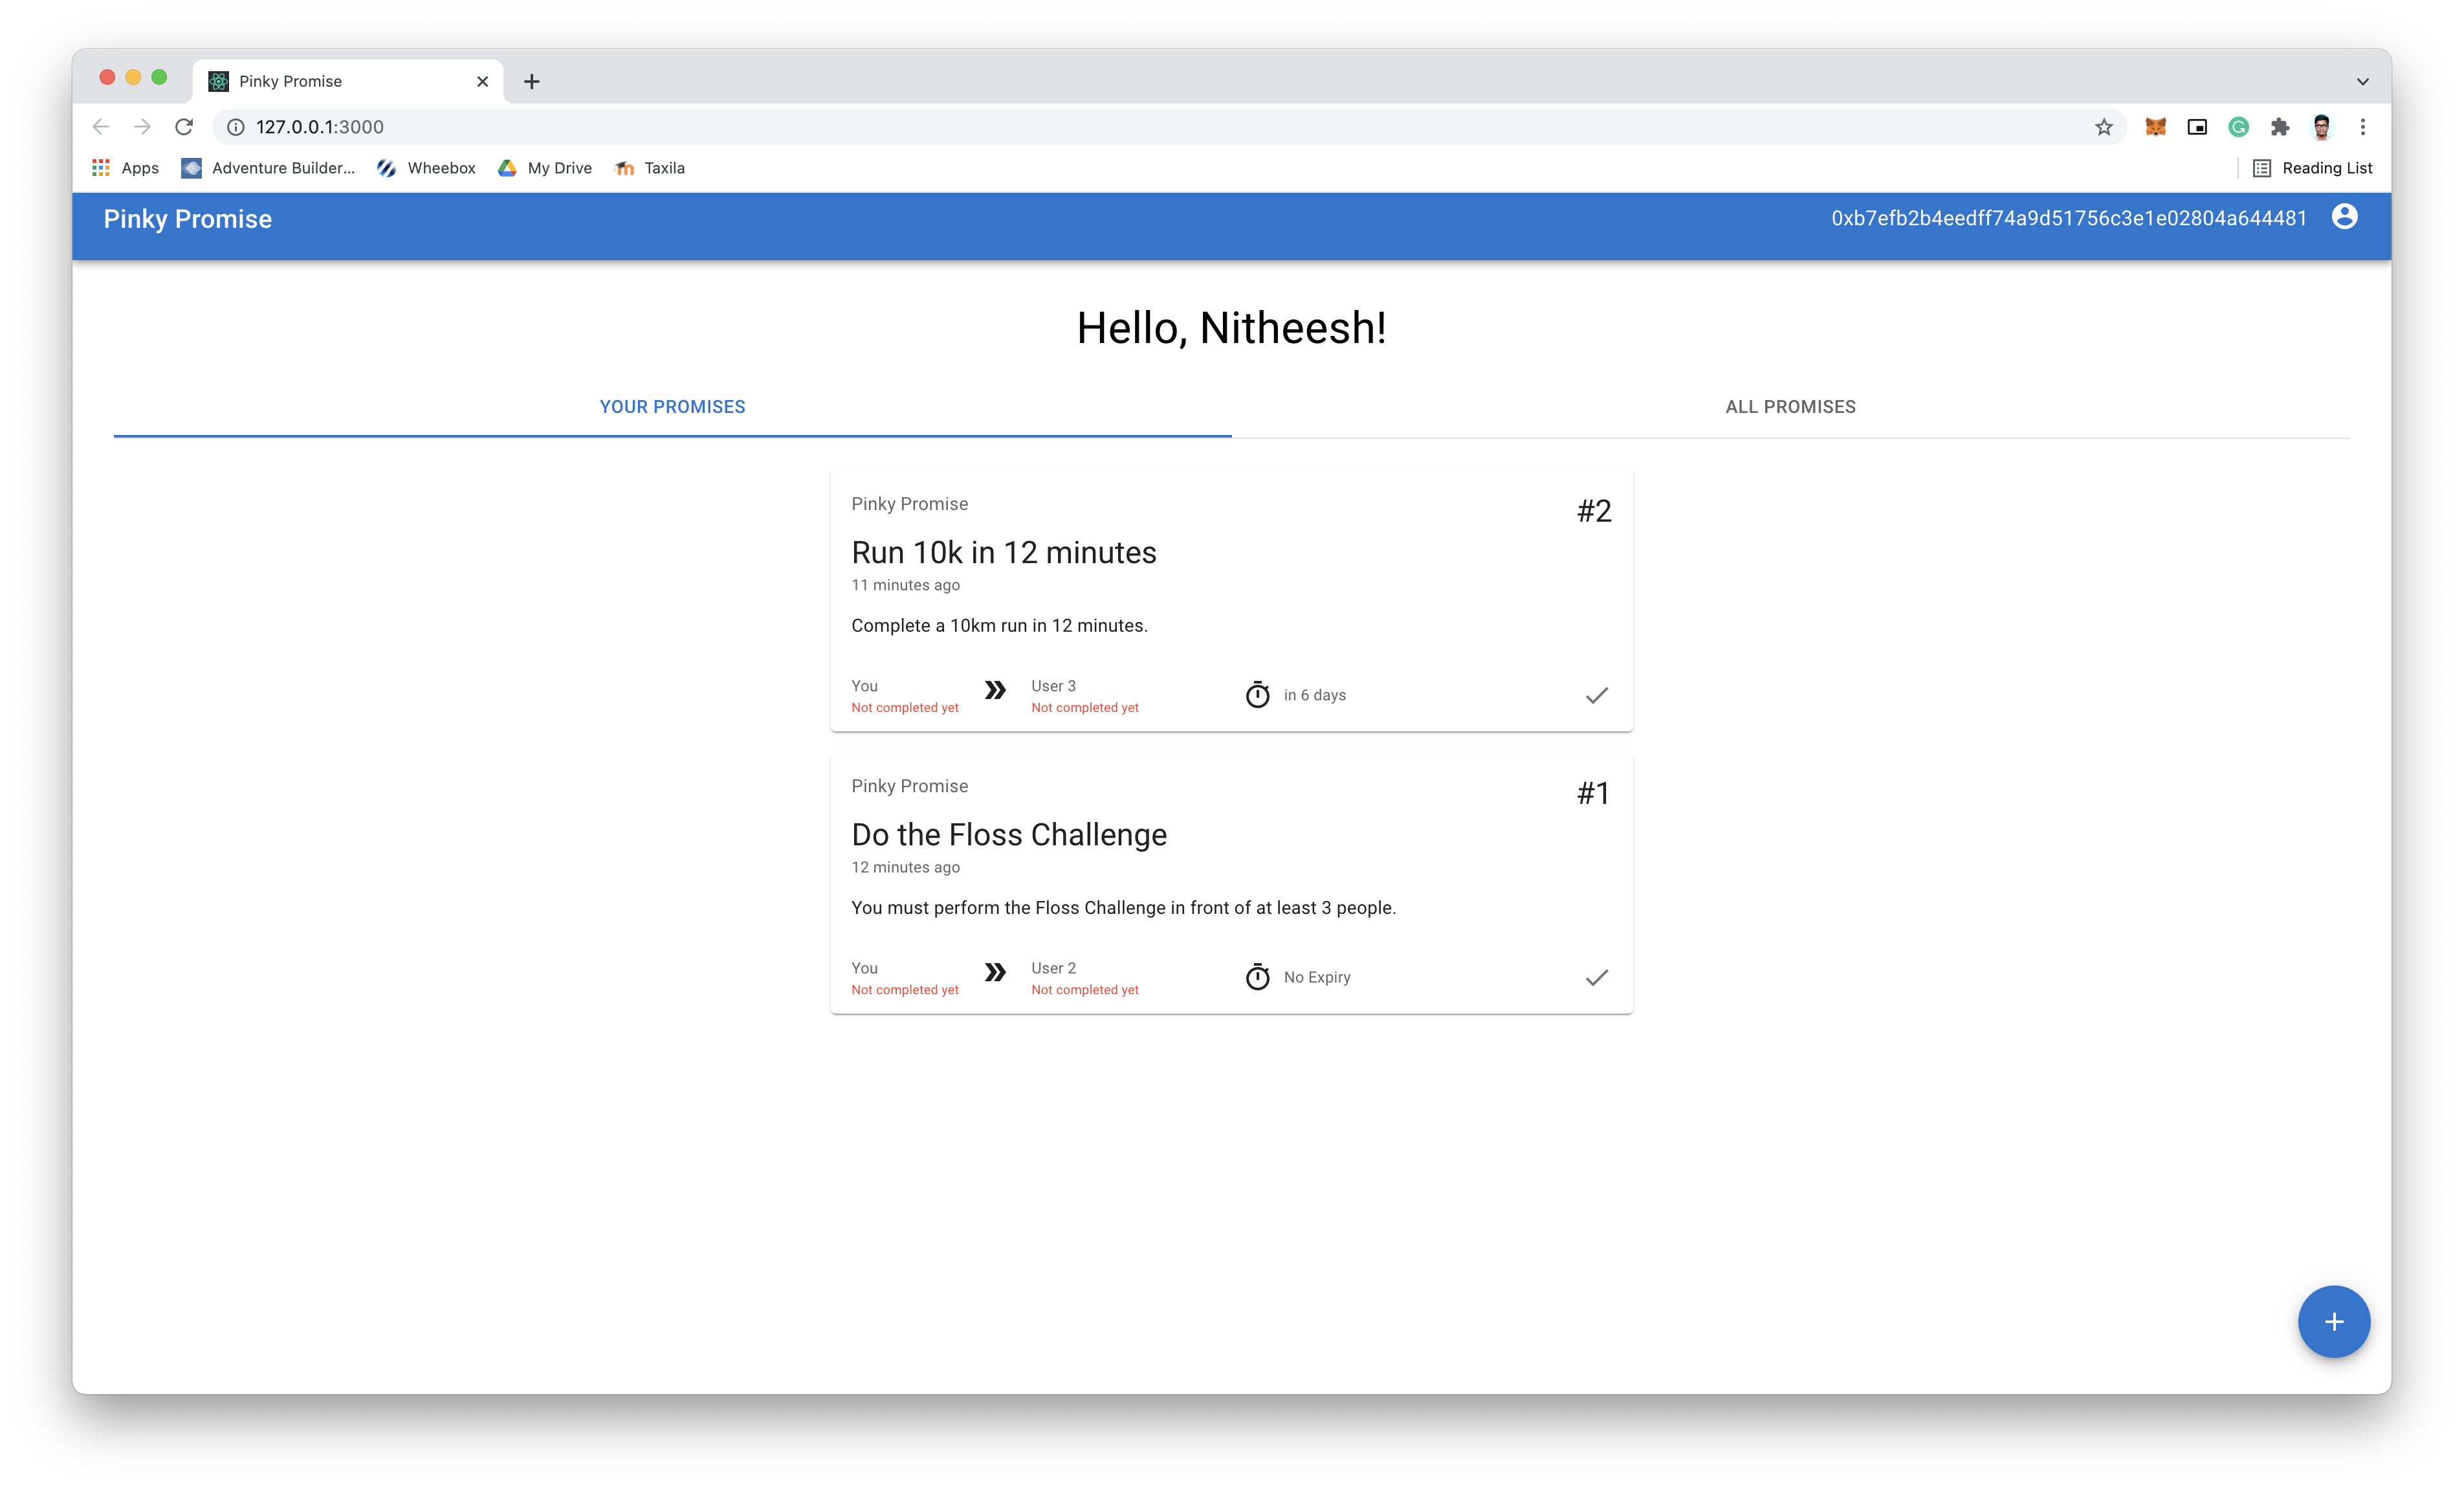 Pinky Promise
127.0.0.1:3000
Apps Adventure Builder... Wheebox My Drive Taxila Reading List
Pinky Promise 0xb7efb2b4eedff74a9d51756c3e1e02804a644481
Hello, Nitheesh!
YOUR PROMISES ALL PROMISES
Pinky Promise #2
Run 10k in 12 minutes
11 minutes ago
Complete a 10km run in 12 minutes.
You User 3 in 6 days
Not completed yet Not completed yet
Pinky Promise #1
Do the Floss Challenge
12 minutes ago
You must perform the Floss Challenge in front of at least 3 people.
You User 2 No Expiry
Not completed yet Not completed yet